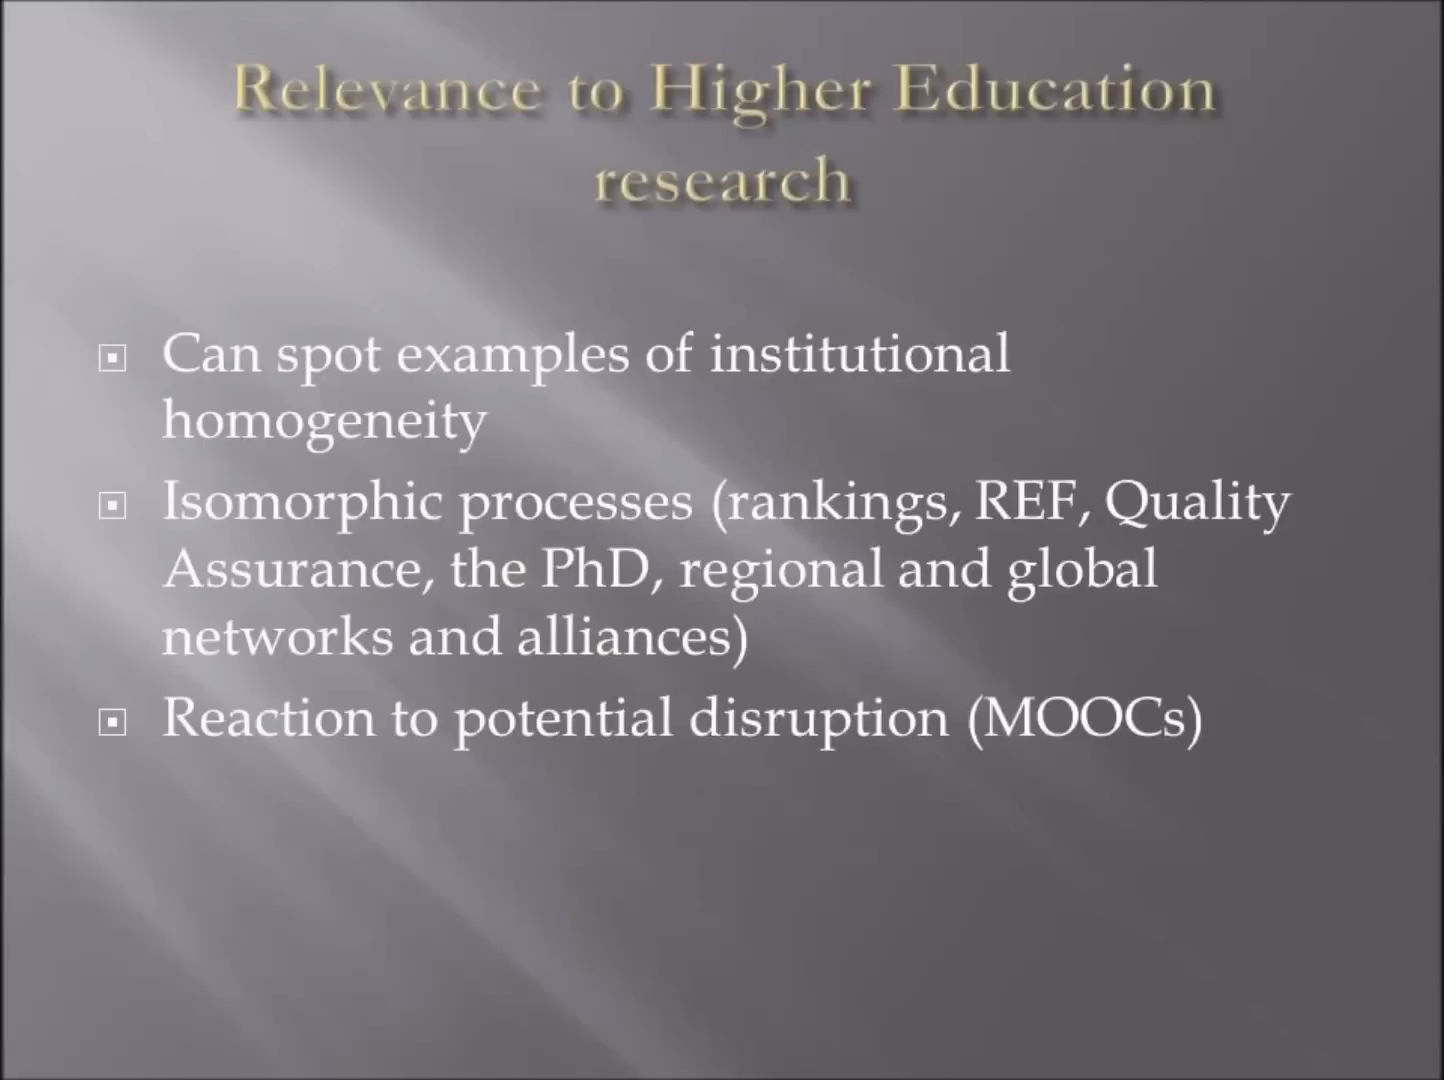 Relevance to Higher Education
research
Can spot examples of institutional
homogeneity
Isomorphic processes (rankings, REF, Quality
Assurance, the PhD, regional and global
networks and alliances)
Reaction to potential disruption (MOOCs)